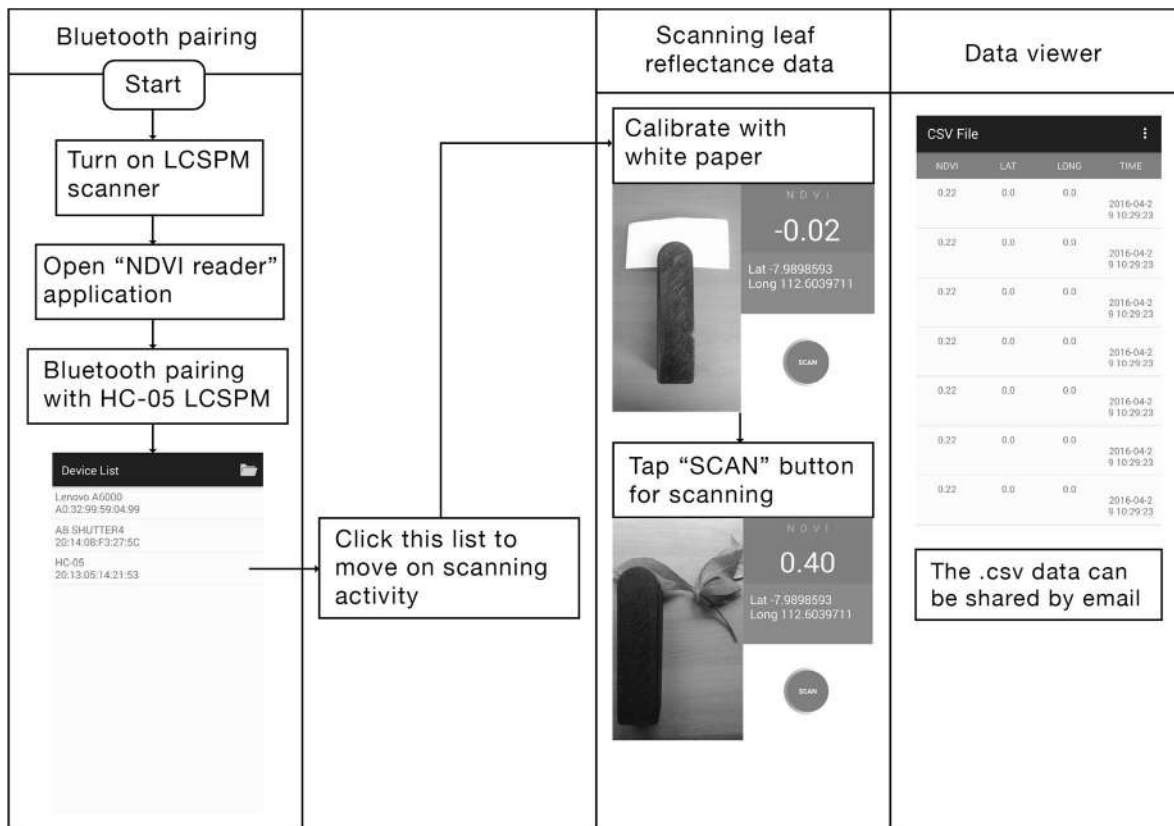 Bluetooth pairing
Start
Turn on LCSPM
scanner
Open “NDVI reader”
application
Bluetooth pairing
with HC-05 LCSPM
Device List
Lenovo A6000
A0:32:99:59:04:99
AB SHUTTER4
20:14:08:F3:27:5C
HC-05
20:13:05:14:21:53
Click this list to
move on scanning
activity
Scanning leaf
reflectance data
Calibrate with
white paper
NDVI
-0.02
Lat -7.9898593
Long 112.6039711
SCAN
Tap “SCAN” button
for scanning
NDVI
0.40
Lat -7.9898593
Long 112.6039711
SCAN
Data viewer
CSV File
NDVI LAT LONG TIME
0.22 0.0 0.0
2016-04-2
9 10:29:23
0.22 0.0 0.0
2016-04-2
9 10:29:23
0.22 0.0 0.0
2016-04-2
9 10:29:23
0.22 0.0 0.0
2016-04-2
9 10:29:23
0.22 0.0 0.0
2016-04-2
9 10:29:23
0.22 0.0 0.0
2016-04-2
9 10:29:23
0.22 0.0 0.0
2016-04-2
9 10:29:23
The .csv data can
be shared by email